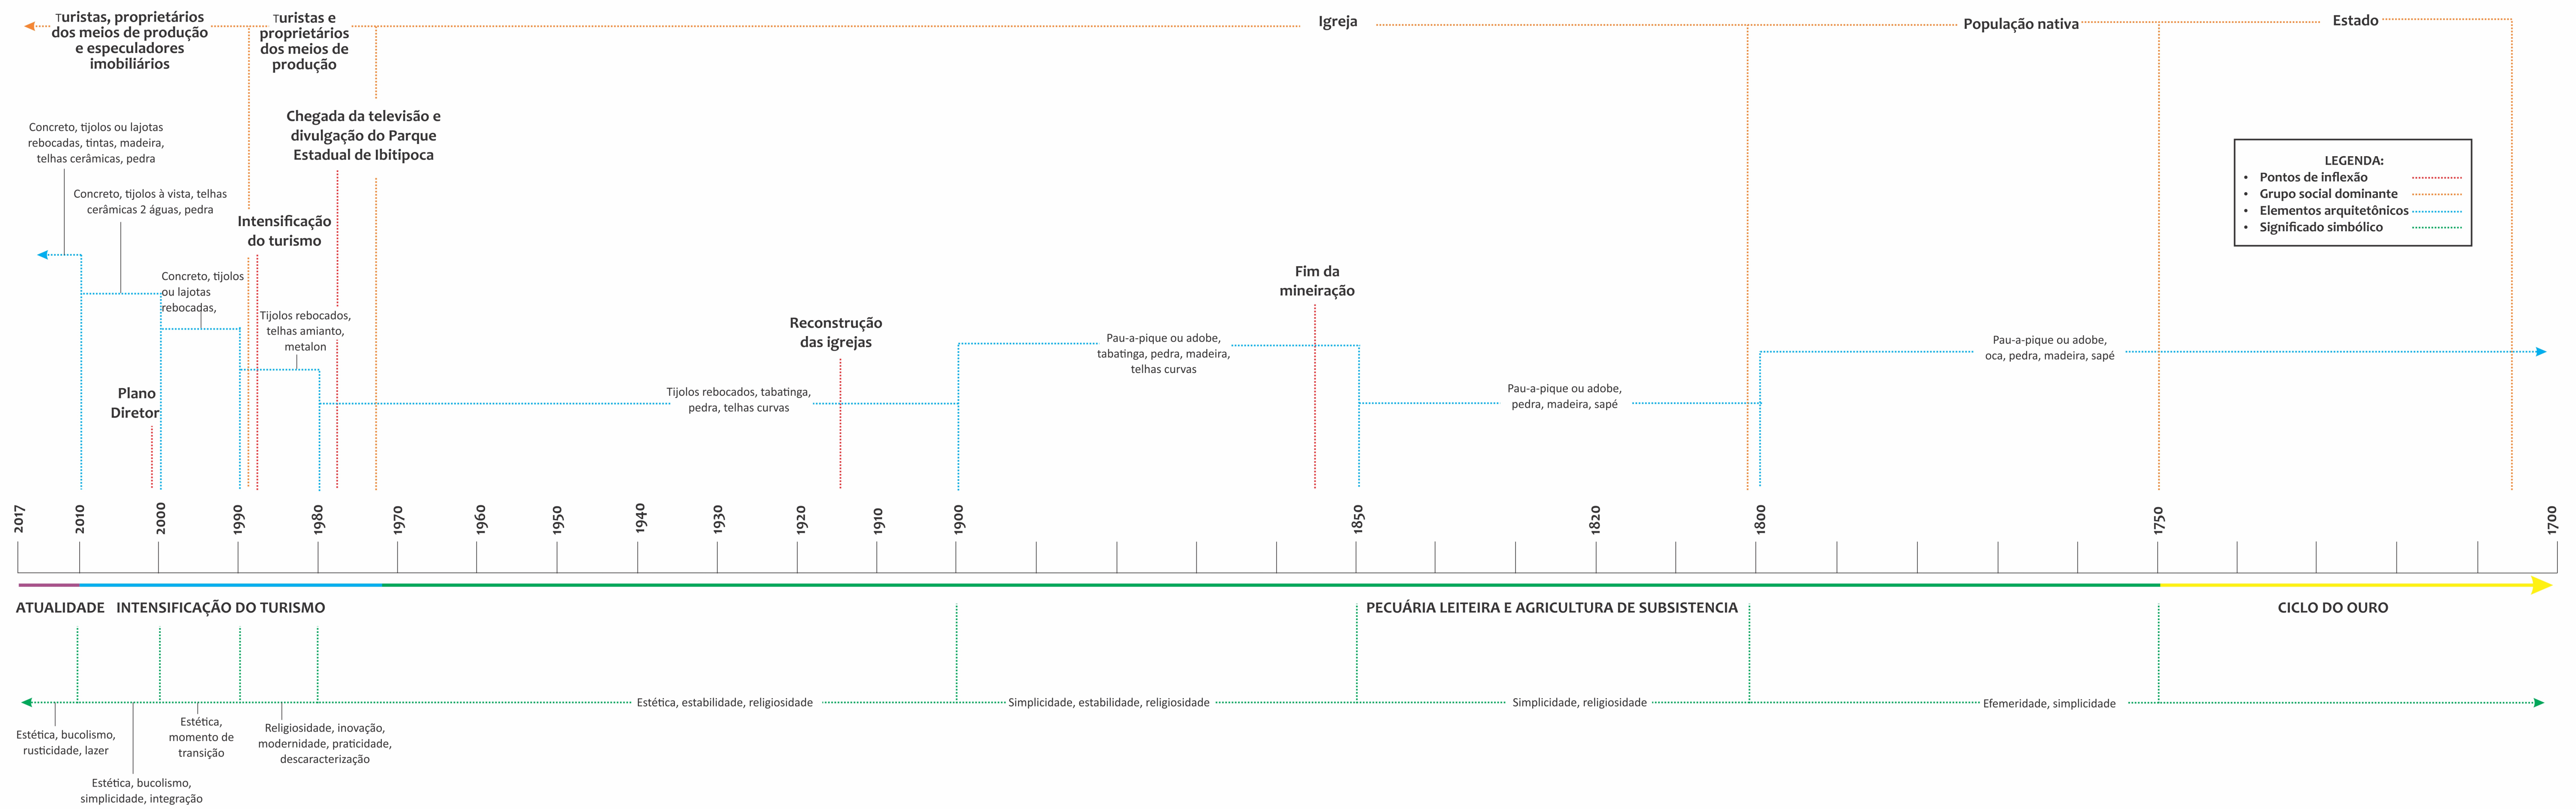 Turistas, proprietários
dos meios de produção
e especuladores
imobiliários
Turistas e
proprietários
dos meios de
produção
Igreja
População nativa
Estado
Chegada da televisão e
divulgação do Parque
Estadual de Ibitipoca
Concreto, tijolos ou lajotas
rebocadas, tintas, madeira,
telhas cerâmicas, pedra
Concreto, tijolos à vista, telhas
cerâmicas 2 águas, pedra
Intensificação
do turismo
Concreto, tijolos
ou lajotas
rebocadas,
Tijolos rebocados,
telhas amianto,
metalon
Plano
Diretor
Reconstrução
das igrejas
Tijolos rebocados, tabatinga,
pedra, telhas curvas
Pau-a-pique ou adobe,
tabatinga, pedra, madeira,
telhas curvas
Fim da
mineiração
Pau-a-pique ou adobe,
pedra, madeira, sapé
Pau-a-pique ou adobe,
oca, pedra, madeira, sapé
LEGENDA:
• Pontos de inflexão
• Grupo social dominante
• Elementos arquitetônicos
• Significado simbólico
2017
2010
2000
1990
1980
1970
1960
1950
1940
1930
1920
1910
1900
1850
1820
1800
1750
1700
ATUALIDADE
INTENSIFICAÇÃO DO TURISMO
PECUÁRIA LEITEIRA E AGRICULTURA DE SUBSISTENCIA
CICLO DO OURO
Estética, bucolismo,
rusticidade, lazer
Estética, bucolismo,
simplicidade, integração
Estética,
momento de
transição
Religiosidade, inovação,
modernidade, praticidade,
descaracterização
Estética, estabilidade, religiosidade
Simplicidade, estabilidade, religiosidade
Simplicidade, religiosidade
Efemeridade, simplicidade